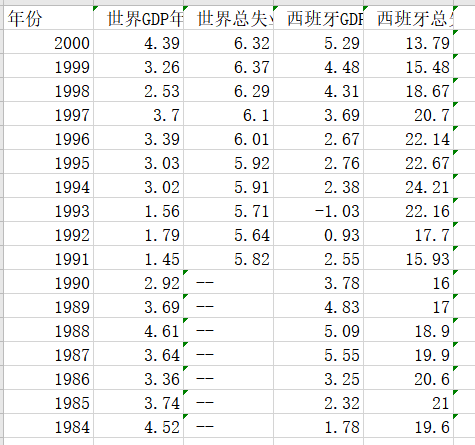 年份 世界GDP年 世界总失业 西班牙GDP 西班牙总失
2000 4.39 6.32 5.29 13.79
1999 3.26 6.37 4.48 15.48
1998 2.53 6.29 4.31 18.67
1997 3.7 6.1 3.69 20.7
1996 3.39 6.01 2.67 22.14
1995 3.03 5.92 2.76 22.67
1994 3.02 5.91 2.38 24.21
1993 1.56 5.71 -1.03 22.16
1992 1.79 5.64 0.93 17.7
1991 1.45 5.82 2.55 15.93
1990 2.92 -- 3.78 16
1989 3.69 -- 4.83 17
1988 4.61 -- 5.09 18.9
1987 3.64 -- 5.55 19.9
1986 3.36 -- 3.25 20.6
1985 3.74 -- 2.32 21
1984 4.52 -- 1.78 19.6